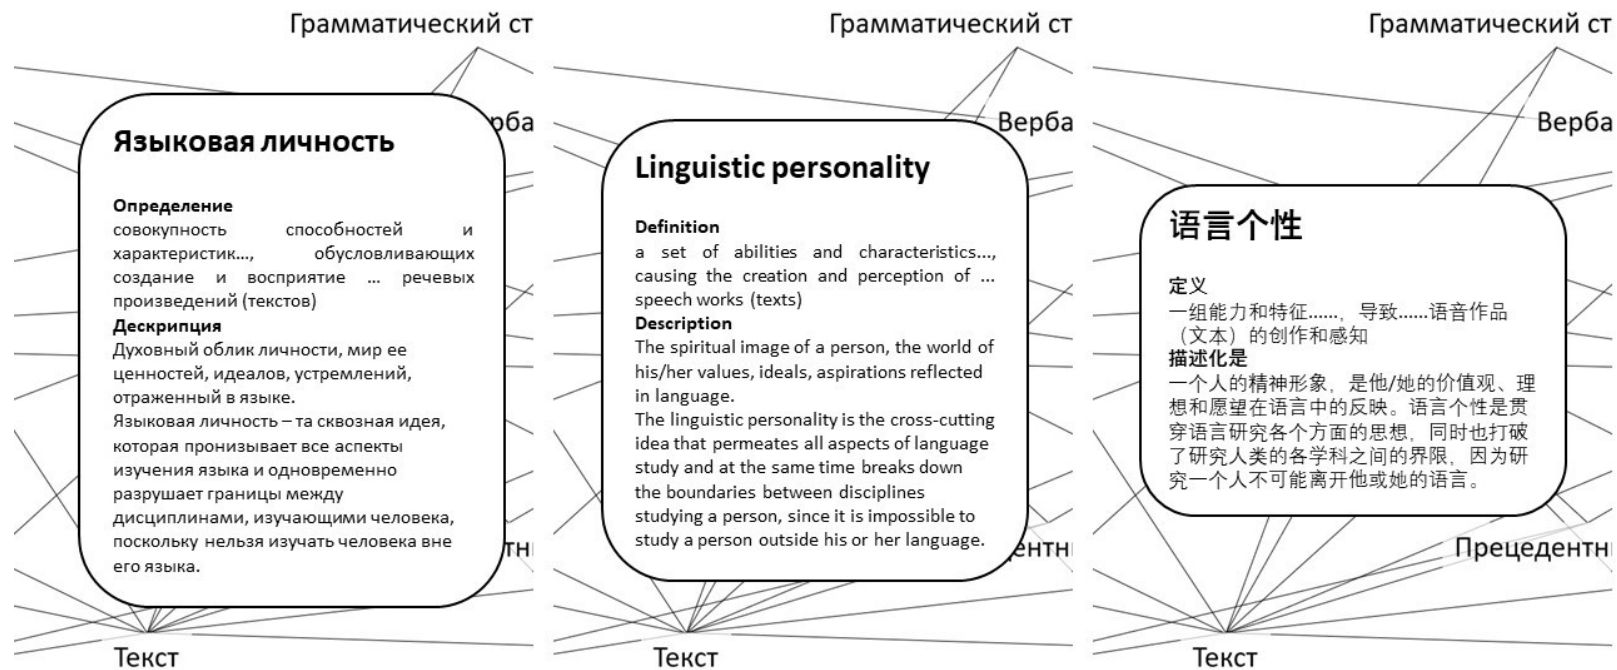 Грамматический ст
рба
Языковая личность
Определение
совокупность способностей и
характеристик..., обусловливающих
создание и восприятие ... речевых
произведений (текстов)
Дескрипция
Духовный облик личности, мир ее
ценностей, идеалов, устремлений,
отраженный в языке.
Языковая личность – та сквозная идея,
которая пронизывает все аспекты
изучения языка и одновременно
разрушает границы между
дисциплинами, изучающими человека,
поскольку нельзя изучать человека вне
его языка.
тн
Текст
Грамматический ст
Верба
Linguistic personality
Definition
a set of abilities and characteristics...,
causing the creation and perception of ...
speech works (texts)
Description
The spiritual image of a person, the world of
his/her values, ideals, aspirations reflected
in language.
The linguistic personality is the cross-cutting
idea that permeates all aspects of language
study and at the same time breaks down
the boundaries between disciplines
studying a person, since it is impossible to
study a person outside his or her language.
ентн
Текст
Грамматический ст
Верба
语言个性
定义
一组能力和特征......，导致......语音作品
（文本）的创作和感知
描述化是
一个人的精神形象，是他/她的价值观、理
想和愿望在语言中的反映。语言个性是贯
穿语言研究各个方面的思想，同时也打破
了研究人类的各学科之间的界限，因为研
究一个人不可能离开他或她的语言。
Прецедентн
Текст